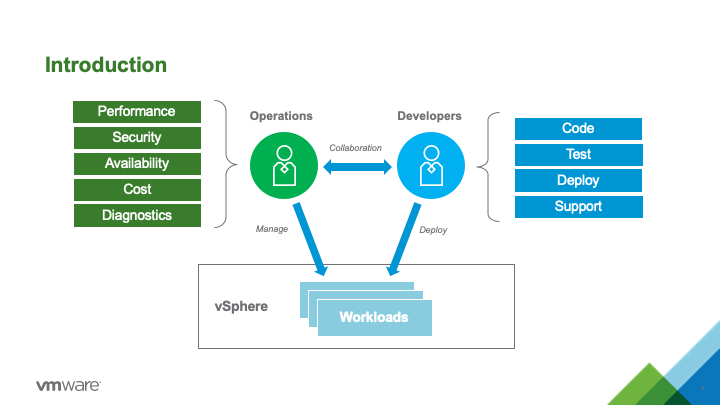 Introduction
Performance
Security
Availability
Cost
Diagnostics
Operations
Developers
Collaboration
Code
Test
Deploy
Support
Manage
Deploy
vSphere
Workloads
vmware